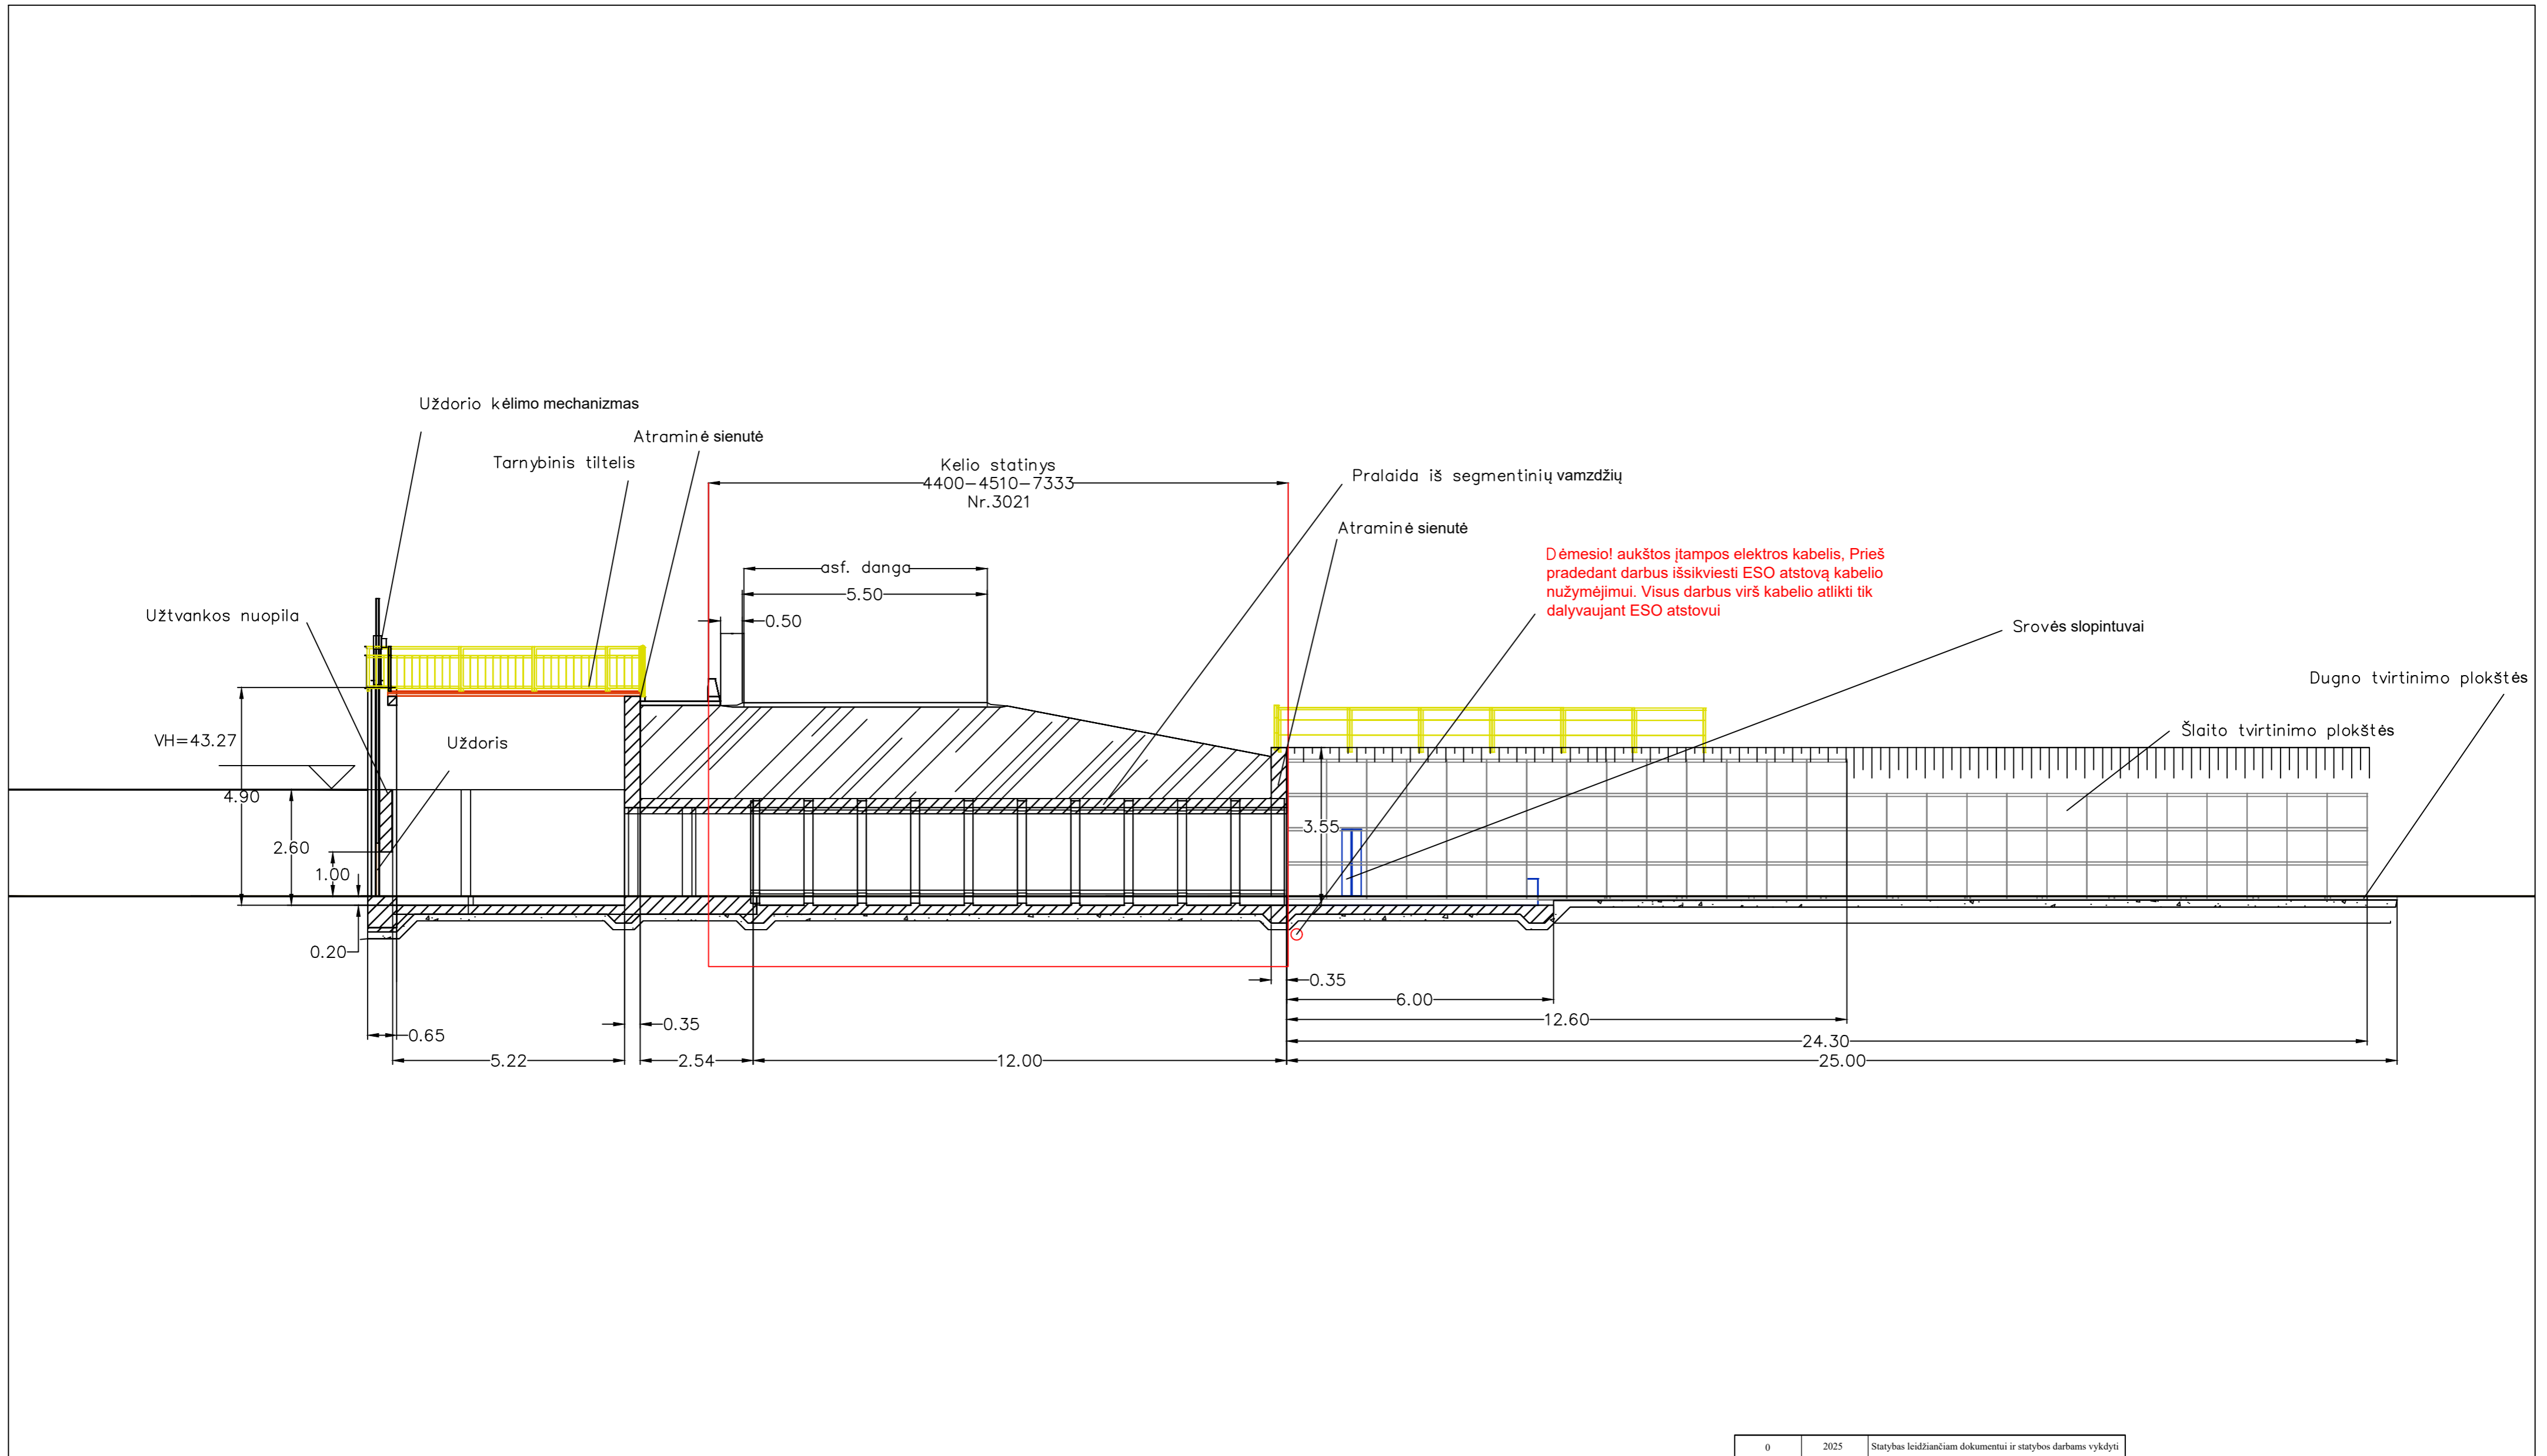 Uždorio kėlimo mechanizmas
Atraminė sienutė
Tarnybinis tiltelis
Kelio statinys
4400-4510-7333
Nr.3021
Pralaida iš segmentinių vamzdžių
Atraminė sienutė
Dėmesio! aukštos įtampos elektros kabelis, Prieš
pradedant darbus išsikviesti ESO atstovą kabelio
nužymėjimui. Visus darbus virš kabelio atlikti tik
dalyvaujant ESO atstovui
asf. danga
5.50
0.50
Užtvankos nuopila
Srovės slopintuvai
Dugno tvirtinimo plokštės
Šlaito tvirtinimo plokštės
VH=43.27
Uždoris
4.90
2.60
1.00
3.55
0.20
0.35
6.00
12.60
0.35
0.65
24.30
5.22
2.54
12.00
25.00
0 2025 Statybas leidžiančiam dokumentui ir statybos darbams vykdyti